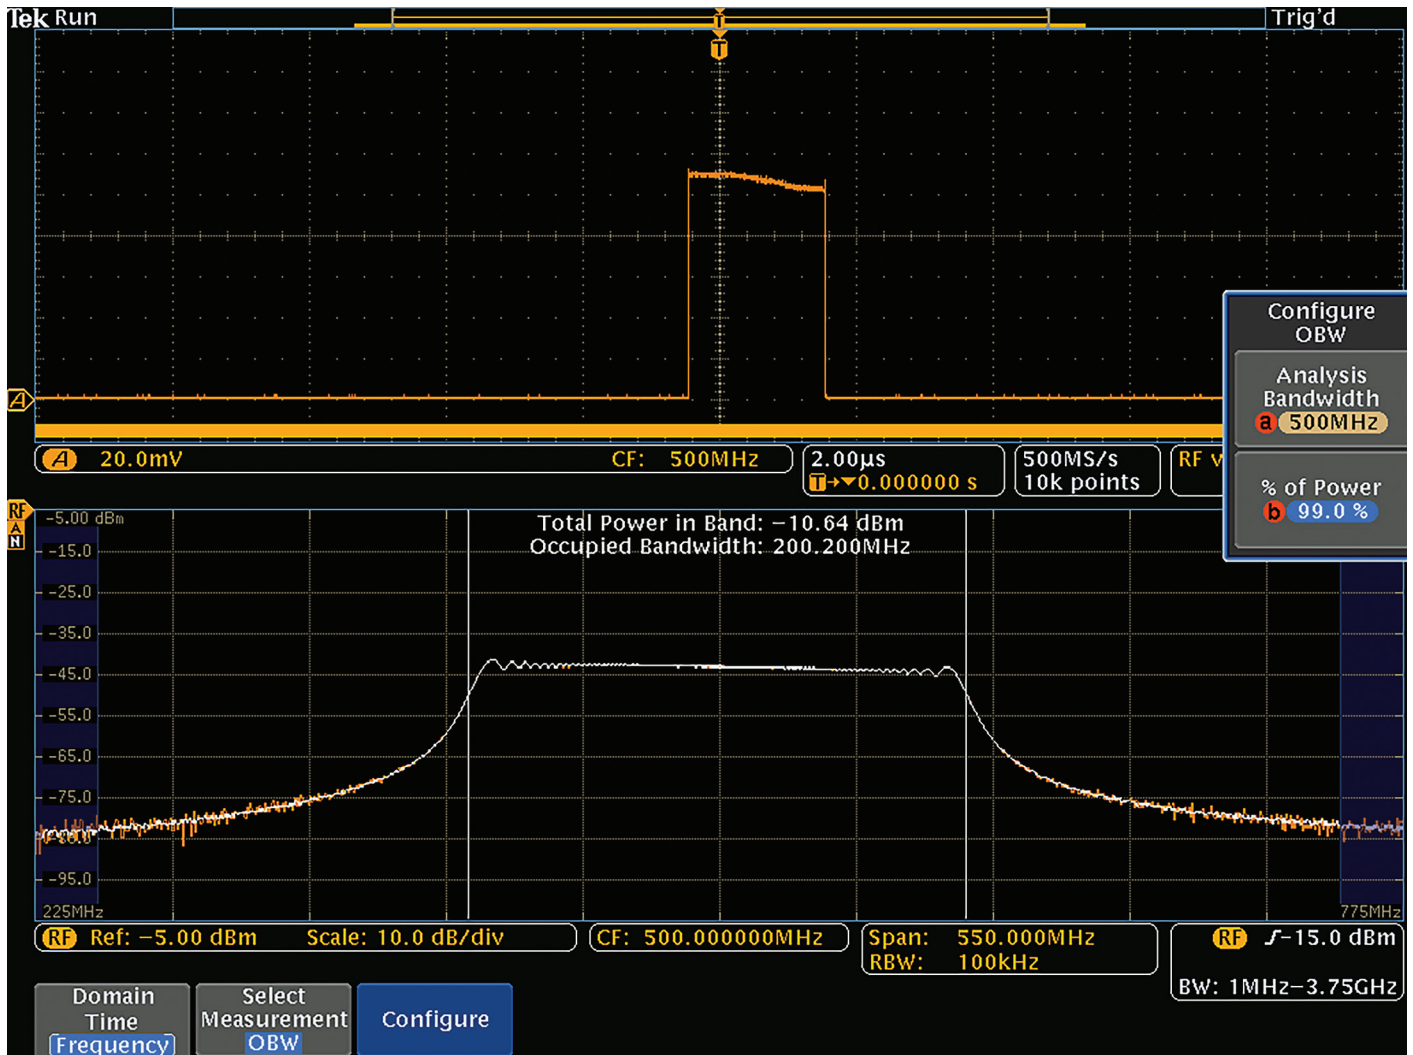 Tek Run
Trig'd
T
T
A
A 20.0mV CF: 500MHz
2.00µs
T→▼0.000000 s
500MS/s
10k points
RF
Configure
OBW
Analysis
Bandwidth
a 500MHz
% of Power
b 99.0 %
RF
A
N
-5.00 dBm
Total Power in Band: -10.64 dBm
Occupied Bandwidth: 200.200MHz
-15.0
-25.0
-35.0
-45.0
-55.0
-65.0
-75.0
-95.0
225MHz
775MHz
RF Ref: -5.00 dBm Scale: 10.0 dB/div
CF: 500.000000MHz
Span: 550.000MHz
RBW: 100kHz
RF -15.0 dBm
BW: 1MHz-3.75GHz
Domain
Time
Frequency
Select
Measurement
OBW
Configure